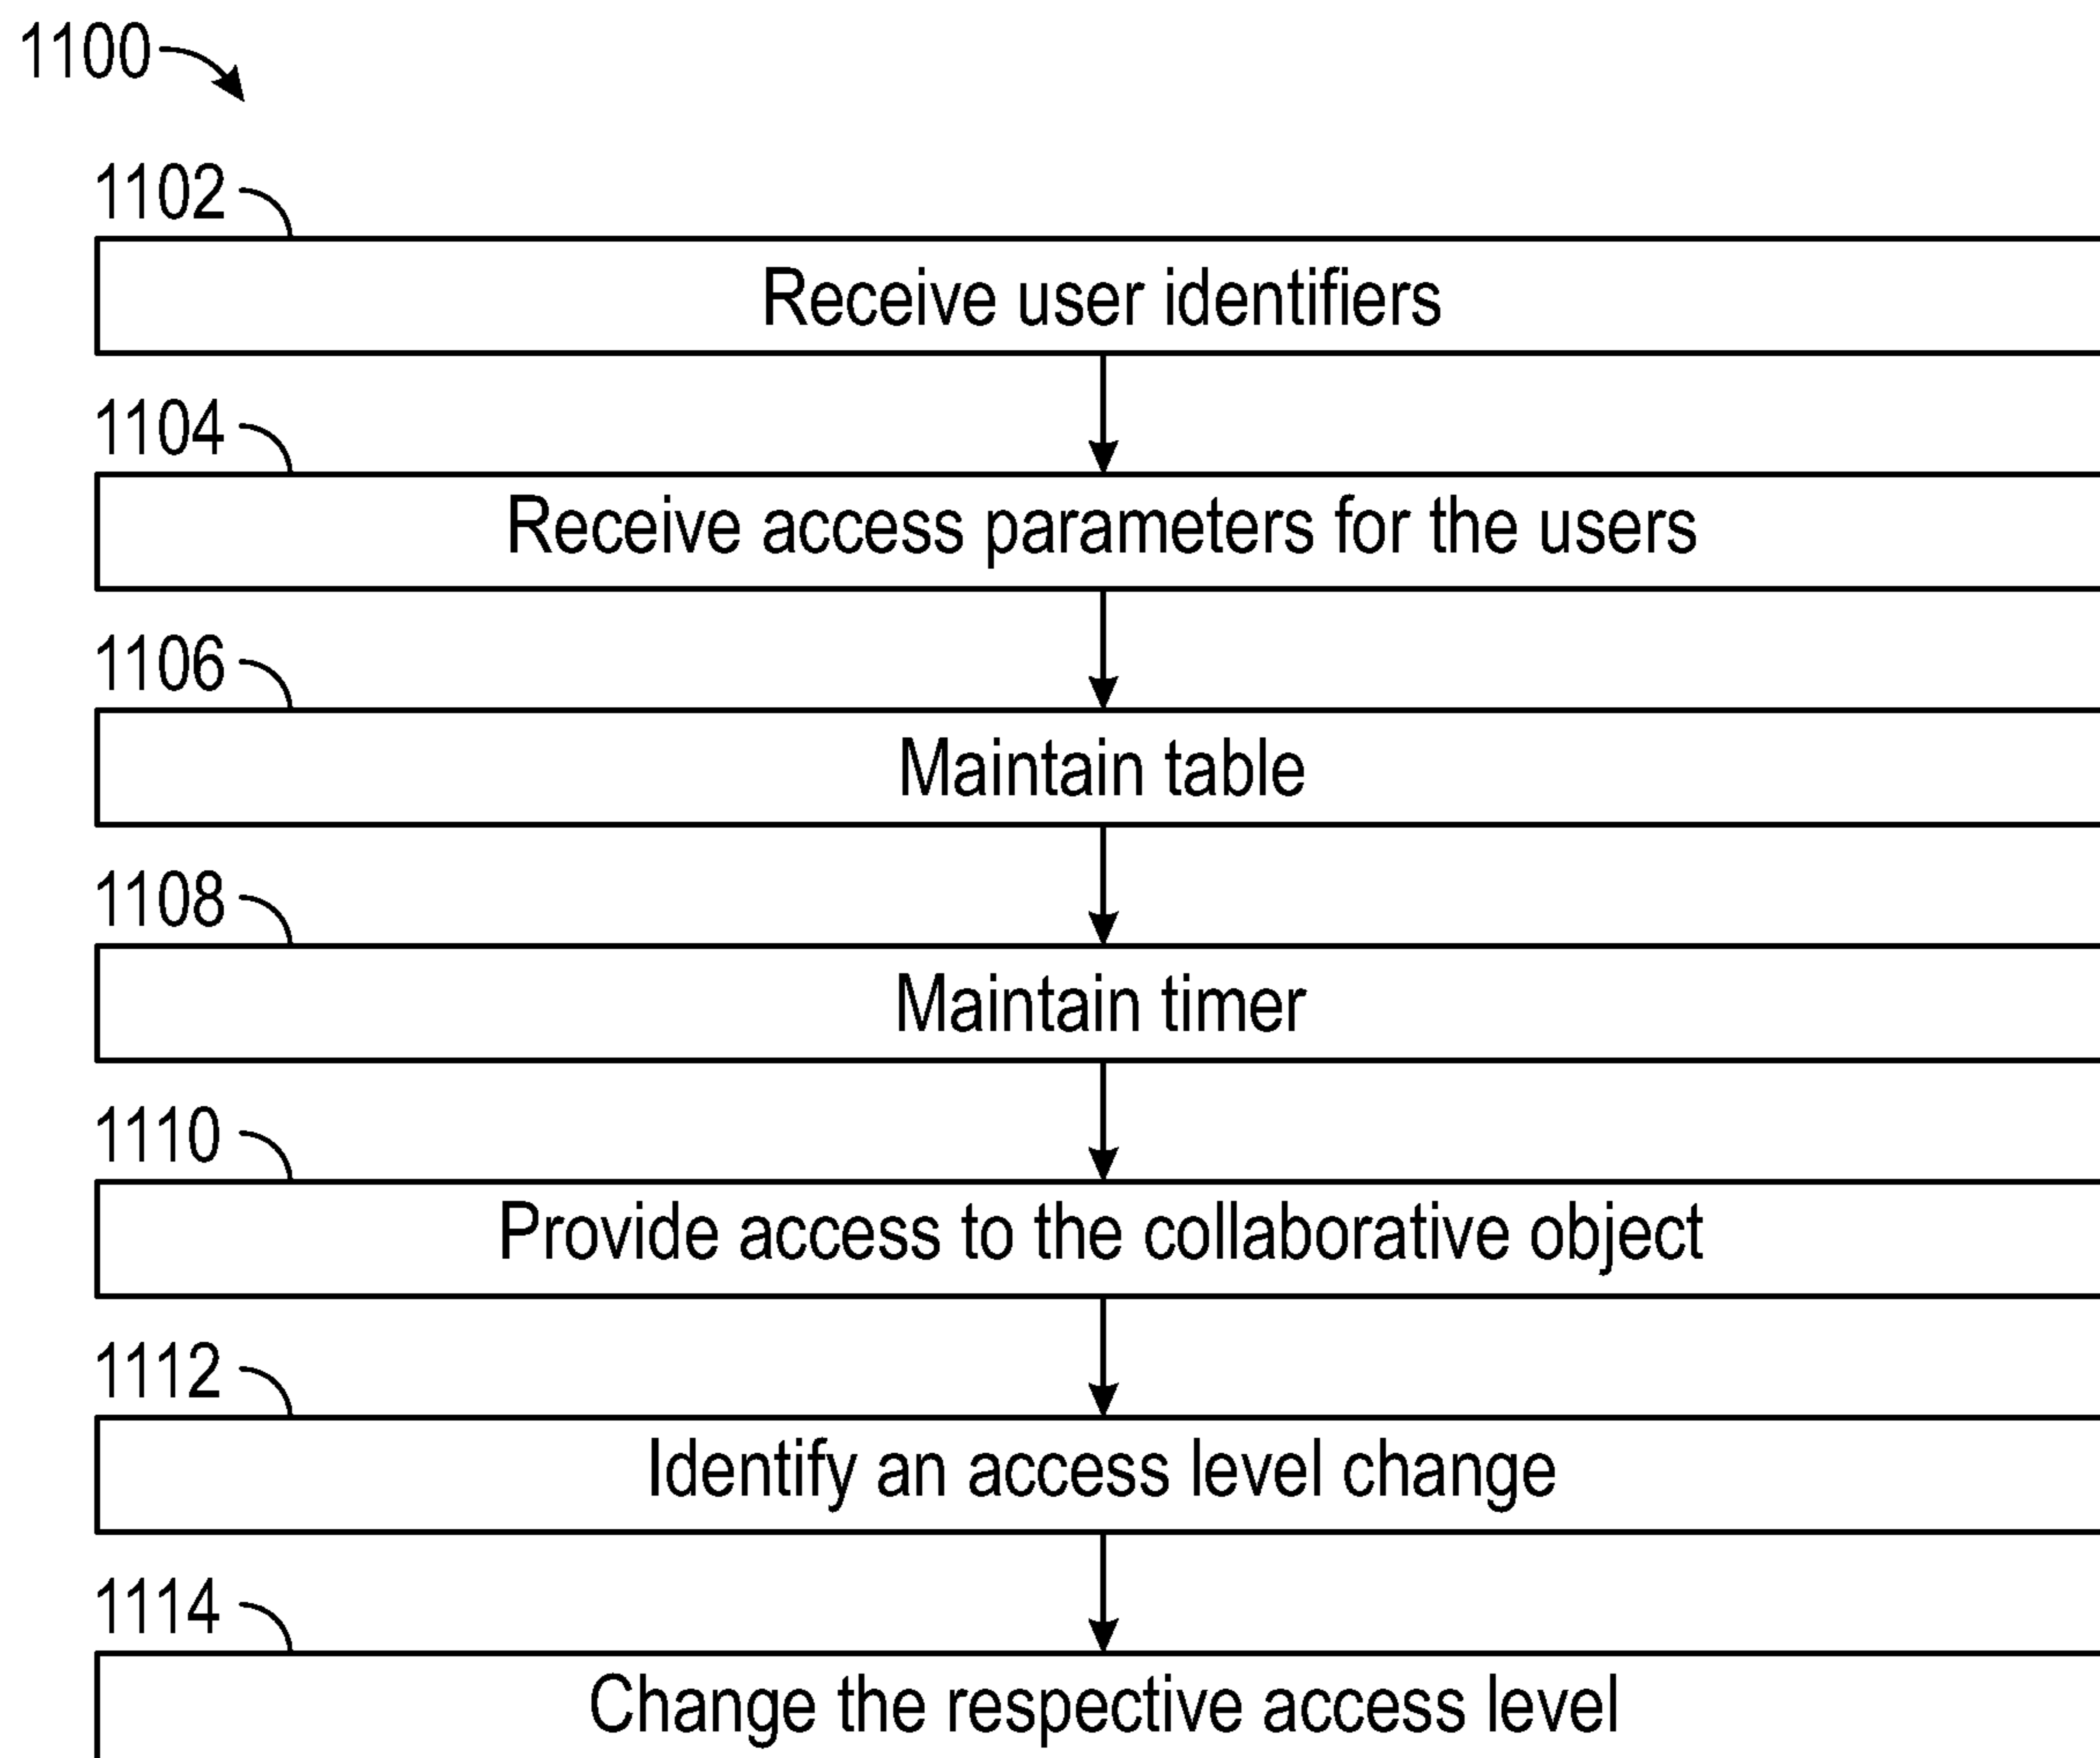 1100
1102
Receive user identifiers
1104
Receive access parameters for the users
1106
Maintain table
1108
Maintain timer
1110
Provide access to the collaborative object
1112
Identify an access level change
1114
Change the respective access level